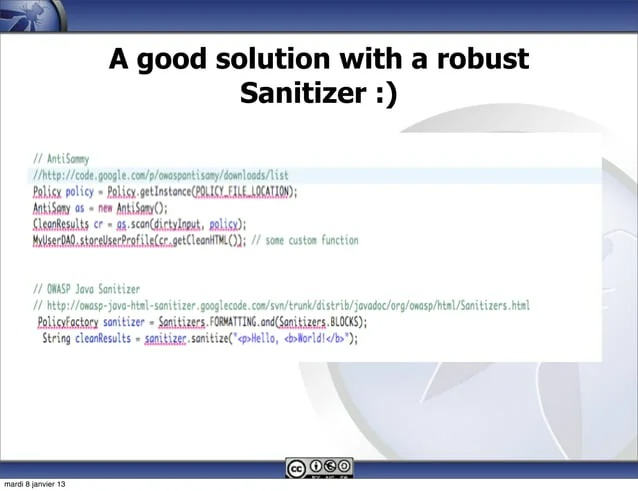 A good solution with a robust
Sanitizer :)
// AntiSammy
//http://code.google.com/p/owaspantisamy/downloads/list
Policy policy = Policy.getInstance(POLICY_FILE_LOCATION);
AntiSamy as = new AntiSamy();
CleanResults cr = as.scan(dirtyInput, policy);
MyUserDAO.storeUserProfile(cr.getCleanHTML()); // some custom function
// OWASP Java Sanitizer
// http://owasp-java-html-sanitizer.googlecode.com/svn/trunk/distrib/javadoc/org/owasp/html/Sanitizers.html
PolicyFactory sanitizer = Sanitizers.FORMATTING.and(Sanitizers.BLOCKS);
String cleanResults = sanitizer.sanitize("<p>Hello, <b>World!</b>");
cc
mardi 8 janvier 13